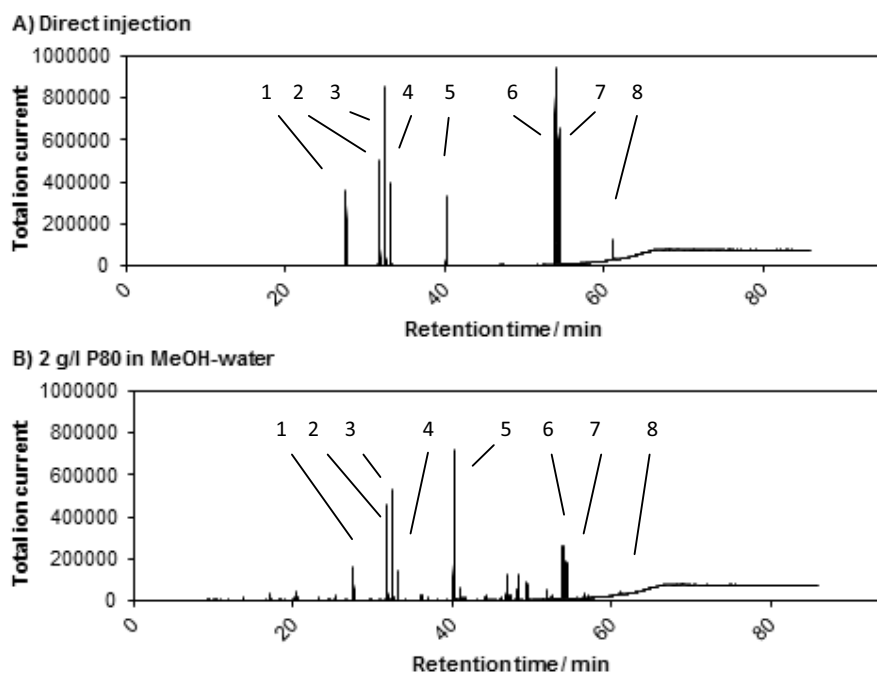 A) Direct injection
1000000
800000
600000
400000
200000
0
Total ion current
1 2 3 4 5 6 7 8
0 20 40 60 80
Retention time/ min
B) 2 g/l P80 in MeOH-water
1000000
800000
600000
400000
200000
0
Total ion current
1 2 3 4 5 6 7 8
0 20 40 60 80
Retention time/ min